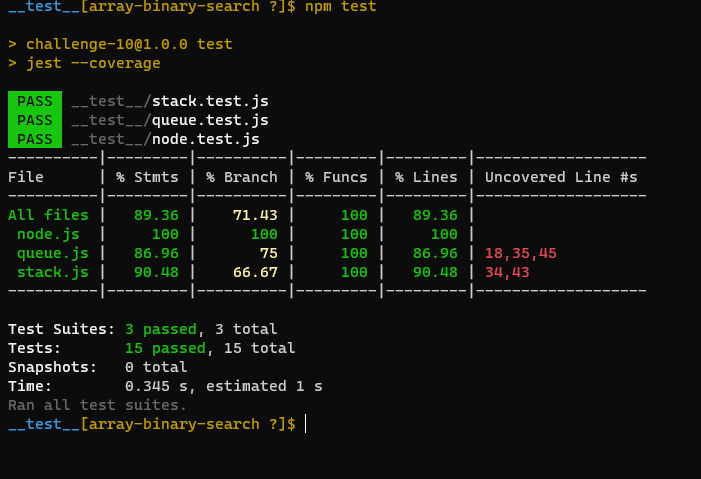 __test__[array-binary-search ?]$ npm test
> challenge-10@1.0.0 test
> jest --coverage
PASS __test__/stack.test.js
PASS __test__/queue.test.js
PASS __test__/node.test.js
----------|---------|----------|---------|---------|-------------------
File      | % Stmts | % Branch | % Funcs | % Lines | Uncovered Line #s
----------|---------|----------|---------|---------|-------------------
All files |   89.36 |    71.43 |     100 |   89.36 |
 node.js  |     100 |      100 |     100 |     100 |
 queue.js |   86.96 |       75 |     100 |   86.96 | 18,35,45
 stack.js |   90.48 |    66.67 |     100 |   90.48 | 34,43
----------|---------|----------|---------|---------|-------------------
Test Suites: 3 passed, 3 total
Tests:       15 passed, 15 total
Snapshots:   0 total
Time:        0.345 s, estimated 1 s
Ran all test suites.
__test__[array-binary-search ?]$